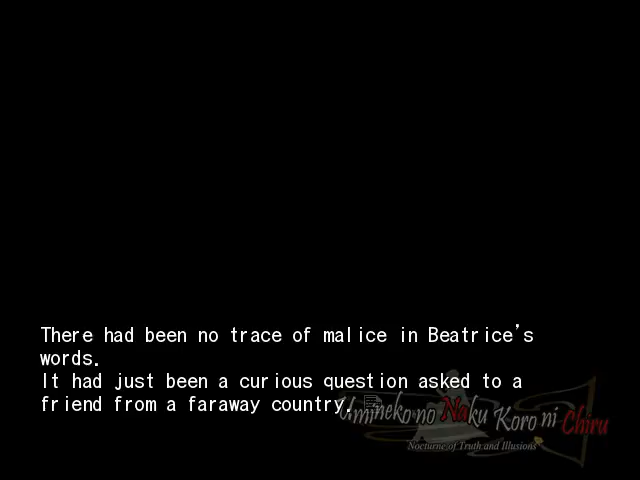 There had been no trace of malice in Beatrice's
words.
It had just been a curious question asked to a
friend from a faraway country.
Umineko no Naku Koro ni Chiru
Nocturne of Truth and Illusions